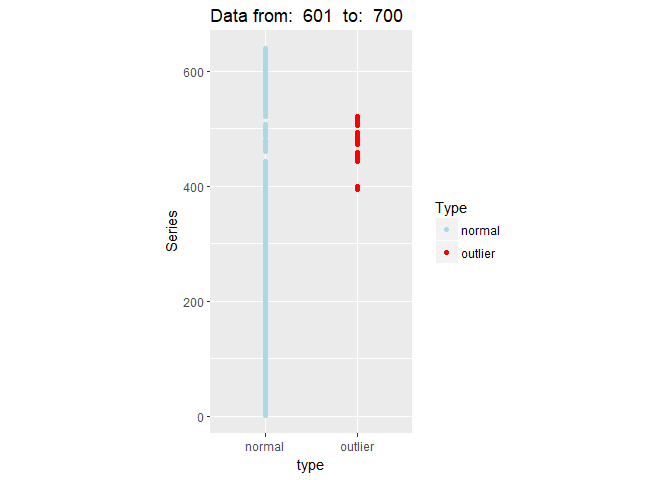 Data from:  601  to:  700
Series
600
400
200
0
normal
outlier
type
Type
normal
outlier